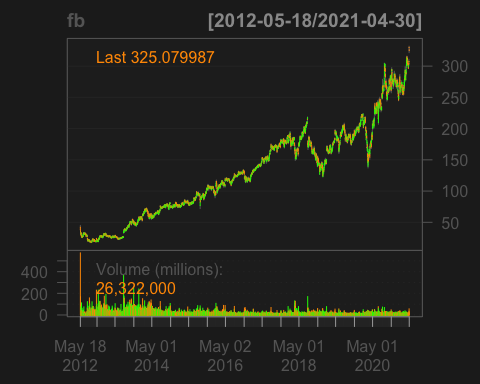 fb [2012-05-18/2021-04-30]
Last 325.079987
300
250
200
150
100
50
Volume (millions):
26,322,000
400
200
0
May 18 May 01 May 02 May 01 May 01
2012 2014 2016 2018 2020